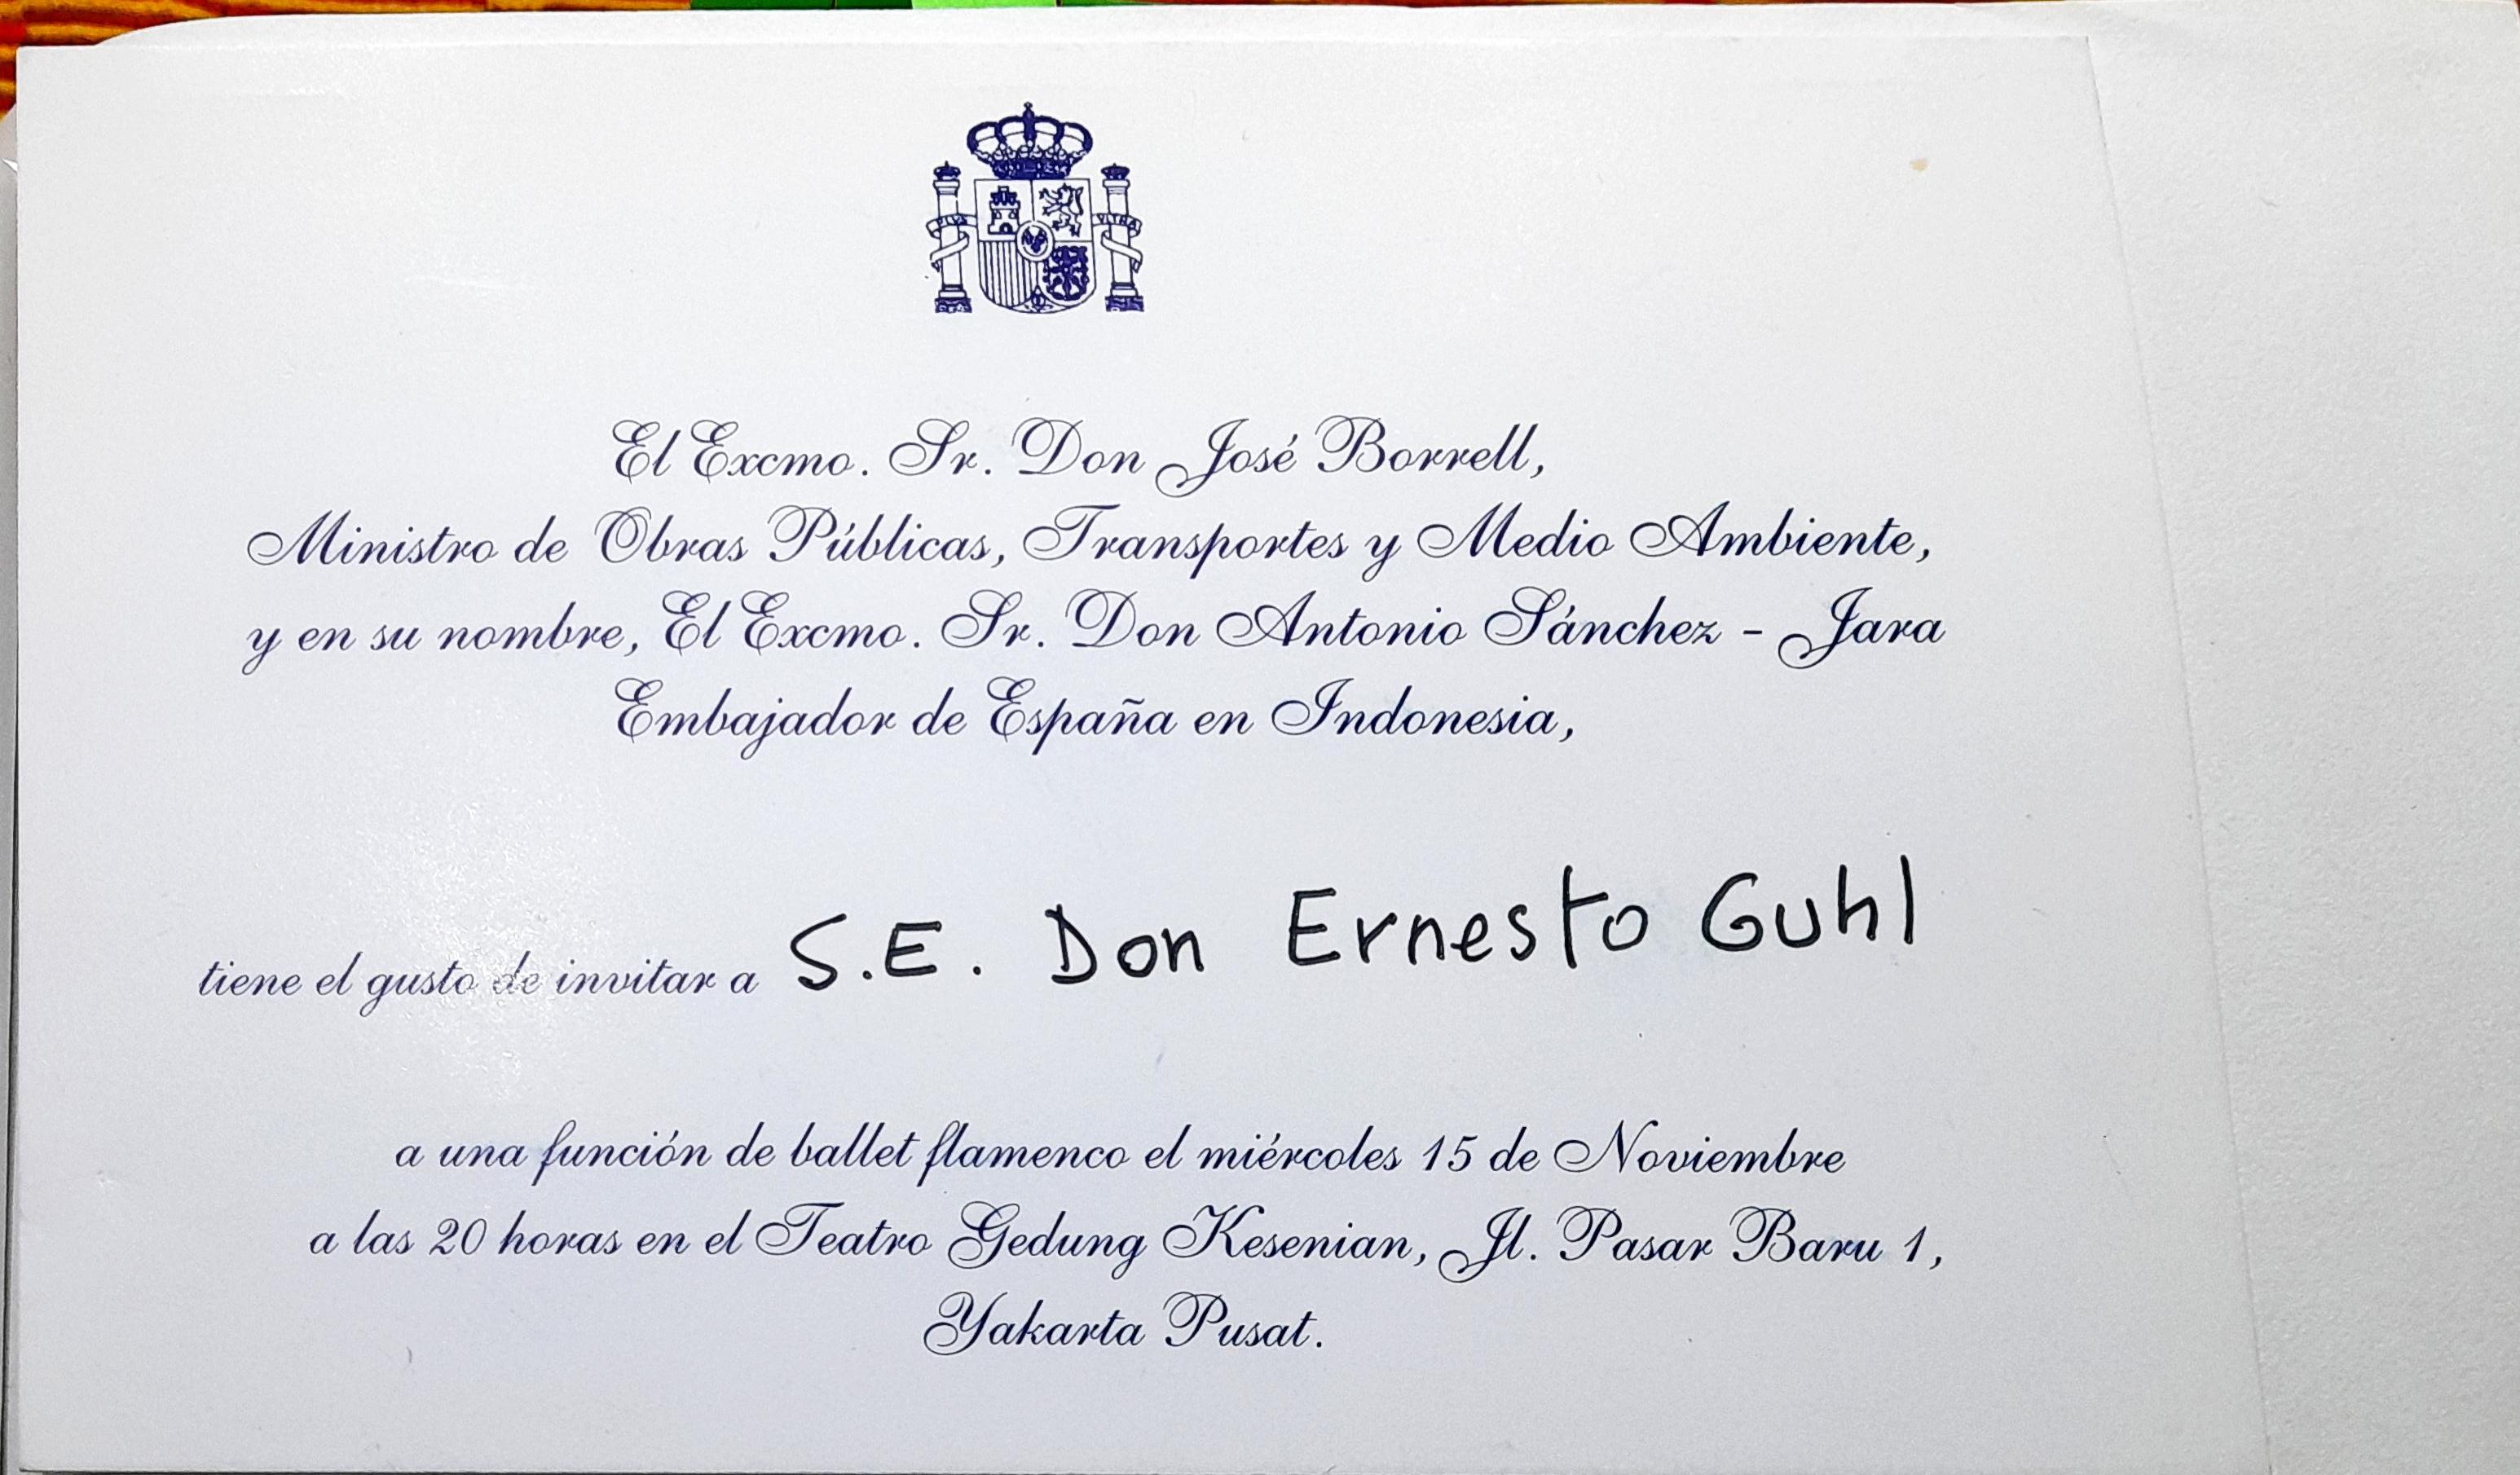 PLVS VLTRA
El Excmo. Sr. Don José Borrell,
Ministro de Obras Públicas, Transportes y Medio Ambiente,
y en su nombre, El Excmo. Sr. Don Antonio Sánchez - Jara
Embajador de España en Indonesia,
tiene el gusto de invitar a S.E. Don Ernesto Guhl
a una función de ballet flamenco el miércoles 15 de Noviembre
a las 20 horas en el Teatro Gedung Kesenian, Jl. Pasar Baru 1,
Yakarta Pusat.